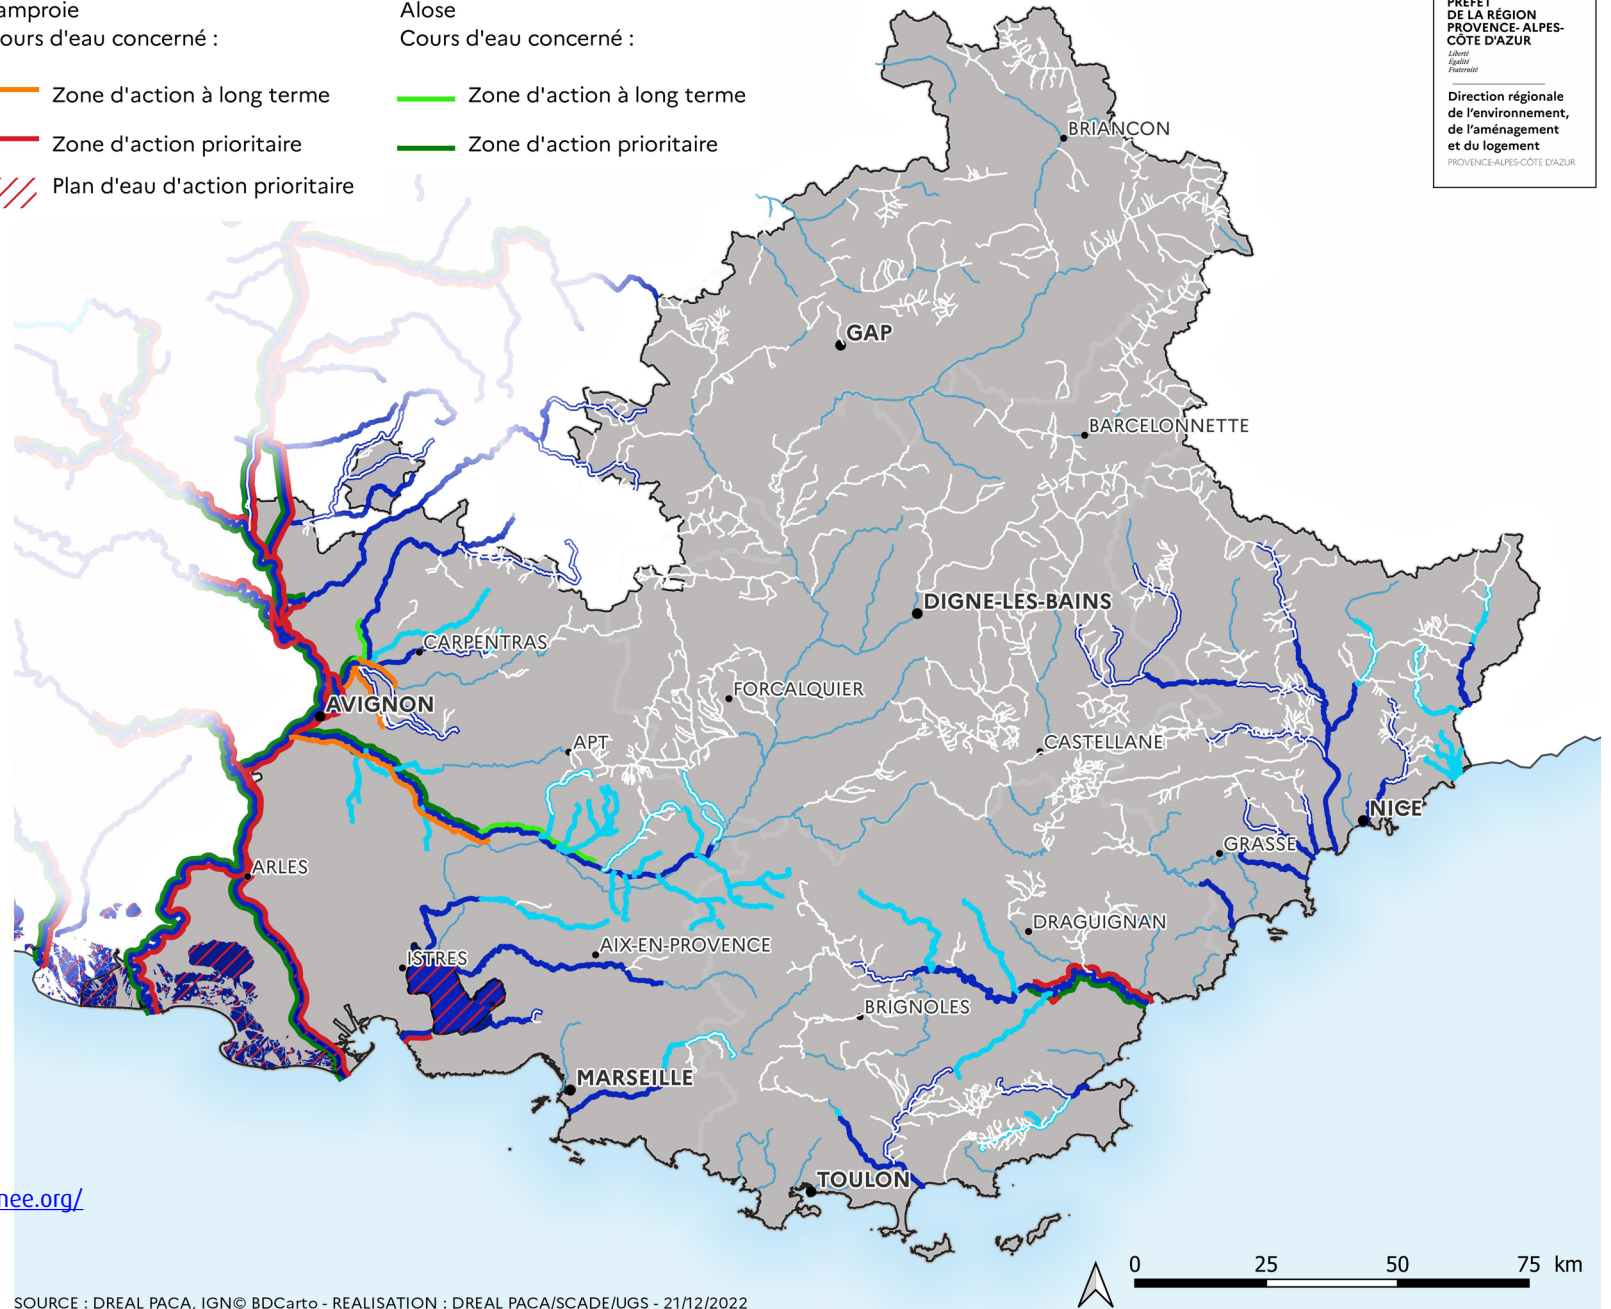 amproie
ours d'eau concerné :
Zone d'action à long terme
Zone d'action prioritaire
Plan d'eau d'action prioritaire
Alose
Cours d'eau concerné :
Zone d'action à long terme
Zone d'action prioritaire
PRÉFET
DE LA RÉGION
PROVENCE- ALPES-
CÔTE D'AZUR
Liberté
Égalité
Fraternité
Direction régionale
de l'environnement,
de l'aménagement
et du logement
PROVENCE-ALPES-CÔTE D'AZUR
BRIANCON
GAP
BARCELONNETTE
DIGNE-LES-BAINS
CARPENTRAS
FORCALQUIER
AVIGNON
APT
CASTELLANE
NICE
GRASSE
ARLES
DRAGUIGNAN
AIX-EN-PROVENCE
ISTRES
BRIGNOLES
MARSEILLE
TOULON
nee.org/
0 25 50 75 km
SOURCE : DREAL PACA, IGN© BDCarto - REALISATION : DREAL PACA/SCADE/UGS - 21/12/2022